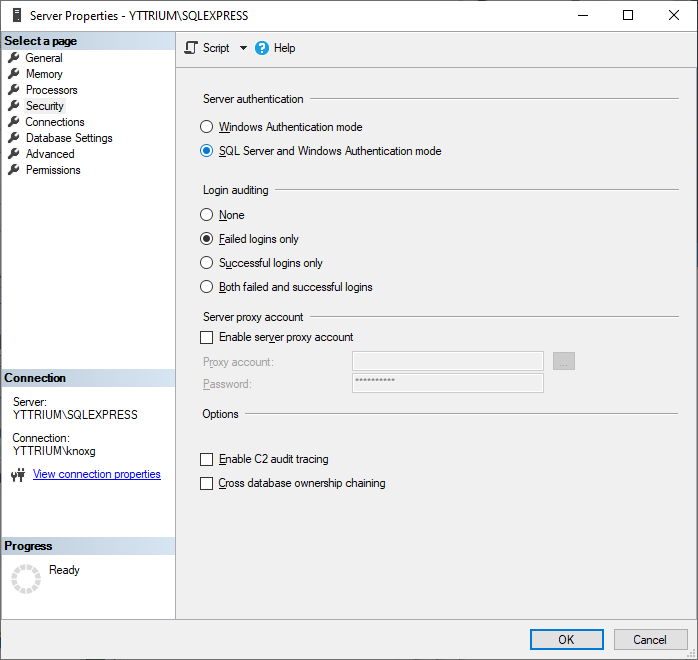 Server Properties - YTTRIUM\SQLEXPRESS
Select a page
General
Memory
Processors
Security
Connections
Database Settings
Advanced
Permissions
Connection
Server:
YTTRIUM\SQLEXPRESS
Connection:
YTTRIUM\knoxg
View connection properties
Progress
Ready
Script
Help
Server authentication
Windows Authentication mode
SQL Server and Windows Authentication mode
Login auditing
None
Failed logins only
Successful logins only
Both failed and successful logins
Server proxy account
Enable server proxy account
Proxy account:
...
Password: **********
Options
Enable C2 audit tracing
Cross database ownership chaining
OK
Cancel